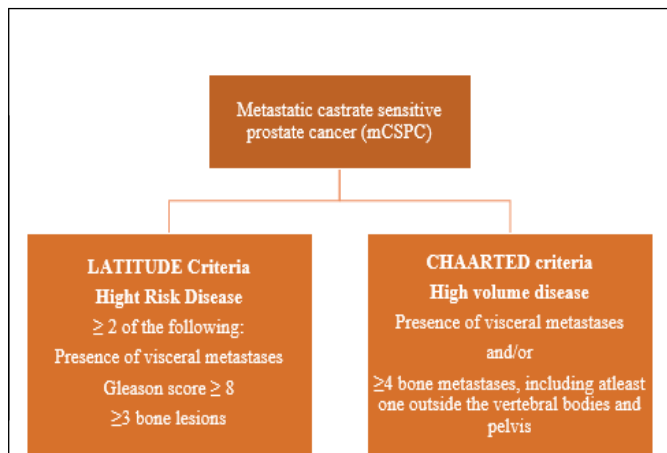 Metastatic castrate sensitive
prostate cancer (mCSPC)
LATITUDE Criteria
Hight Risk Disease
≥ 2 of the following:
Presence of visceral metastases
Gleason score ≥ 8
≥3 bone lesions
CHAARTED criteria
High volume disease
Presence of visceral metastases
and/or
≥4 bone metastases, including atleast
one outside the vertebral bodies and
pelvis